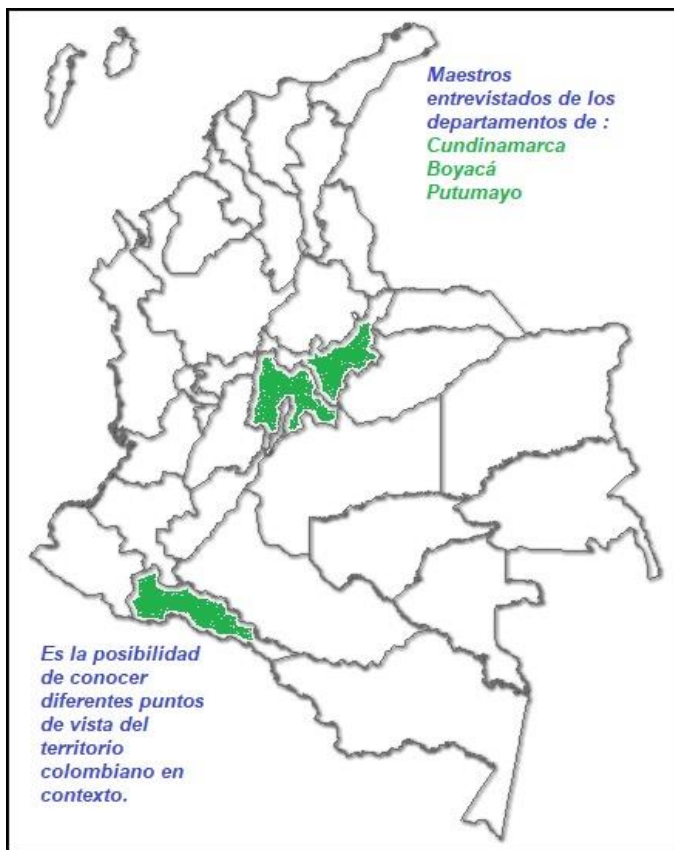 Maestros
entrevistados de los
departamentos de :
Cundinamarca
Boyacá
Putumayo
Es la posibilidad
de conocer
diferentes puntos
de vista del
territorio
colombiano en
contexto.